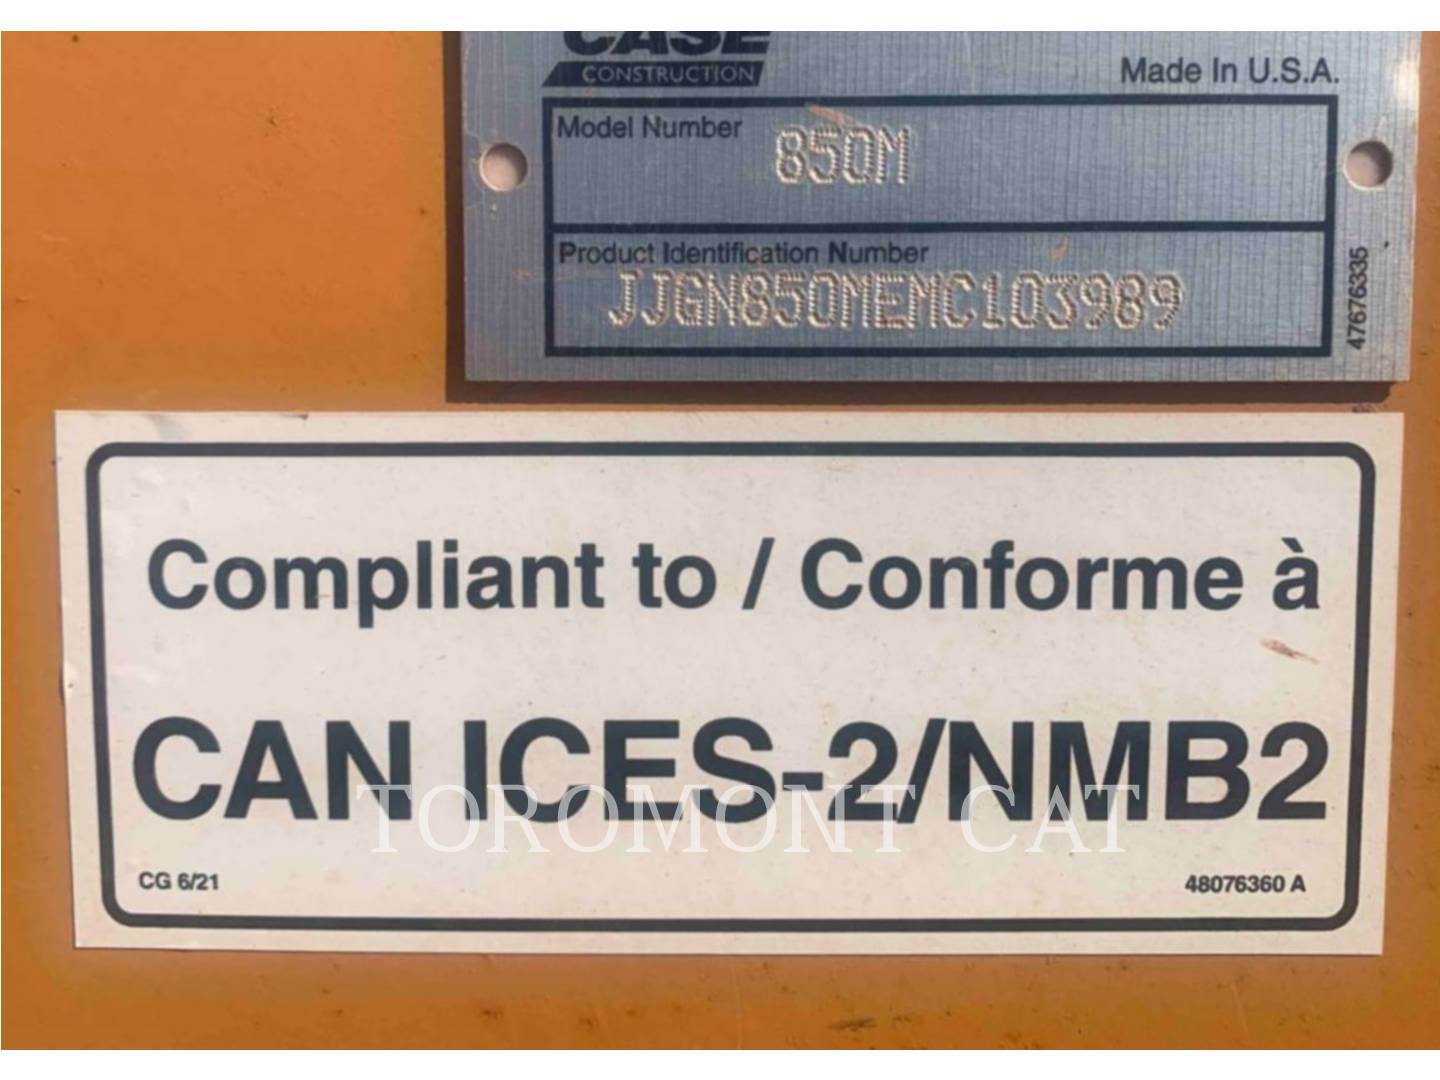 CASE
CONSTRUCTION
Made In U.S.A.
Model Number
850M
Product Identification Number
JJGN850MEMC103989
47676335
Compliant to / Conforme à
CAN ICES-2/NMB2
TOROMONT CAT
CG 6/21
48076360 A